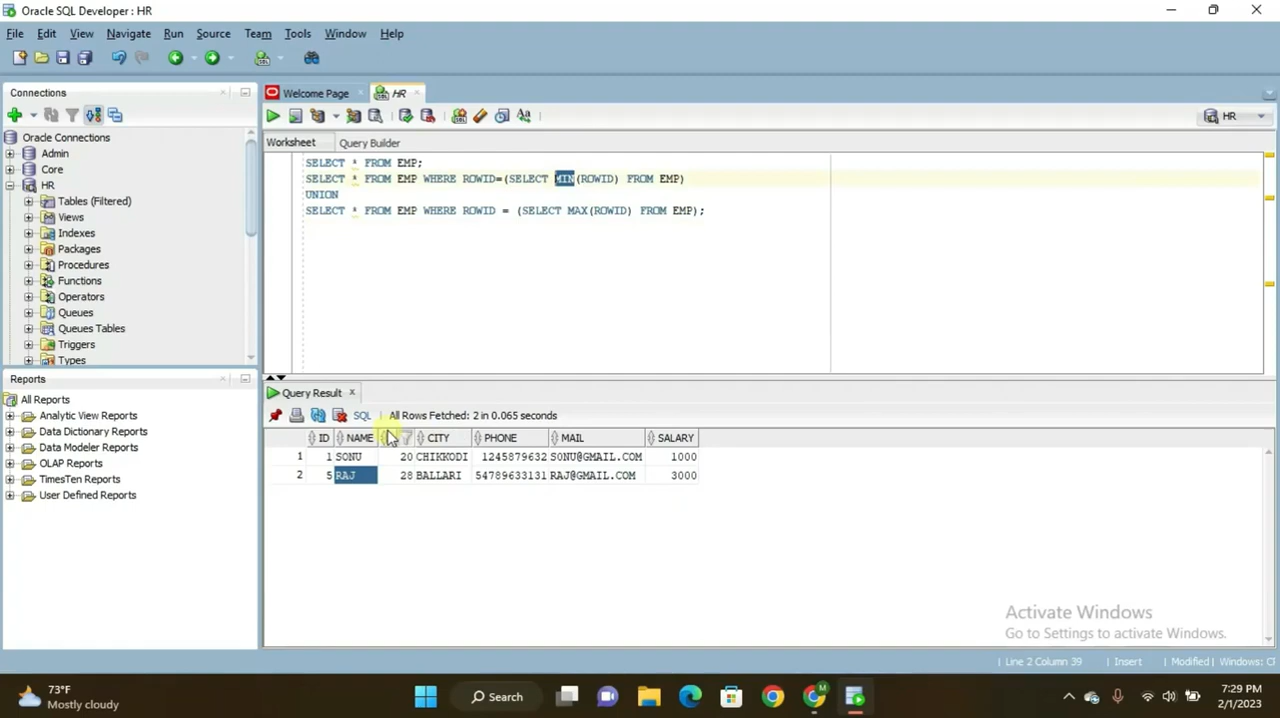 Oracle SQL Developer : HR
File Edit View Navigate Run Source Team Tools Window Help
Connections
Oracle Connections
Admin
Core
HR
Tables (Filtered)
Views
Indexes
Packages
Procedures
Functions
Operators
Queues
Queues Tables
Triggers
Types
Reports
All Reports
Analytic View Reports
Data Dictionary Reports
Data Modeler Reports
OLAP Reports
TimesTen Reports
User Defined Reports
Welcome Page HR
HR
Worksheet Query Builder
SELECT * FROM EMP;
SELECT * FROM EMP WHERE ROWID=(SELECT MIN(ROWID) FROM EMP)
UNION
SELECT * FROM EMP WHERE ROWID = (SELECT MAX(ROWID) FROM EMP);
Query Result
SQL | All Rows Fetched: 2 in 0.065 seconds
ID NAME CITY PHONE MAIL SALARY
1 1 SONU 20 CHIKKODI 1245879632 SONU@GMAIL.COM 1000
2 5 RAJ 28 BALLARI 54789633131 RAJ@GMAIL.COM 3000
Activate Windows
Go to Settings to activate Windows.
| Line 2 Column 39 | Insert | Modified | Windows: C
73°F
Mostly cloudy
Search
7:29 PM
2/1/2023